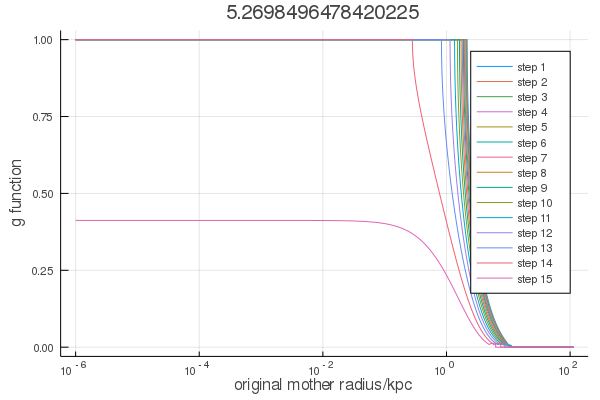 5.2698496478420225
g function
1.00
0.75
0.50
0.25
0.00
step 1
step 2
step 3
step 4
step 5
step 6
step 7
step 8
step 9
step 10
step 11
step 12
step 13
step 14
step 15
10^-6
10^-4
10^-2
10^0
10^2
original mother radius/kpc